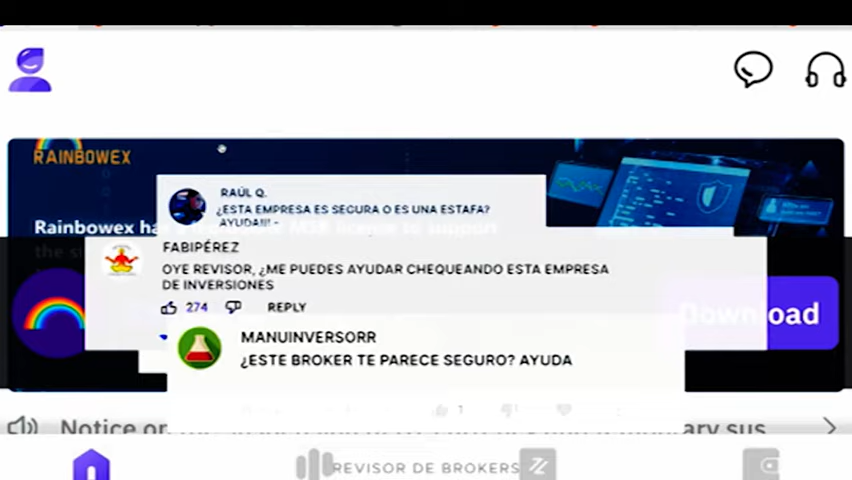 RAINBOWEX
RAÚL Q.
¿ESTA EMPRESA ES SEGURA O ES UNA ESTAFA?
AYUDA!!!
Rainbowex
FABIPÉREZ
OYE REVISOR, ¿ME PUEDES AYUDAR CHEQUEANDO ESTA EMPRESA
DE INVERSIONES
274 REPLY
Download
MANUINVERSORR
¿ESTE BROKER TE PARECE SEGURO? AYUDA
1
Notice
REVISOR DE BROKERS